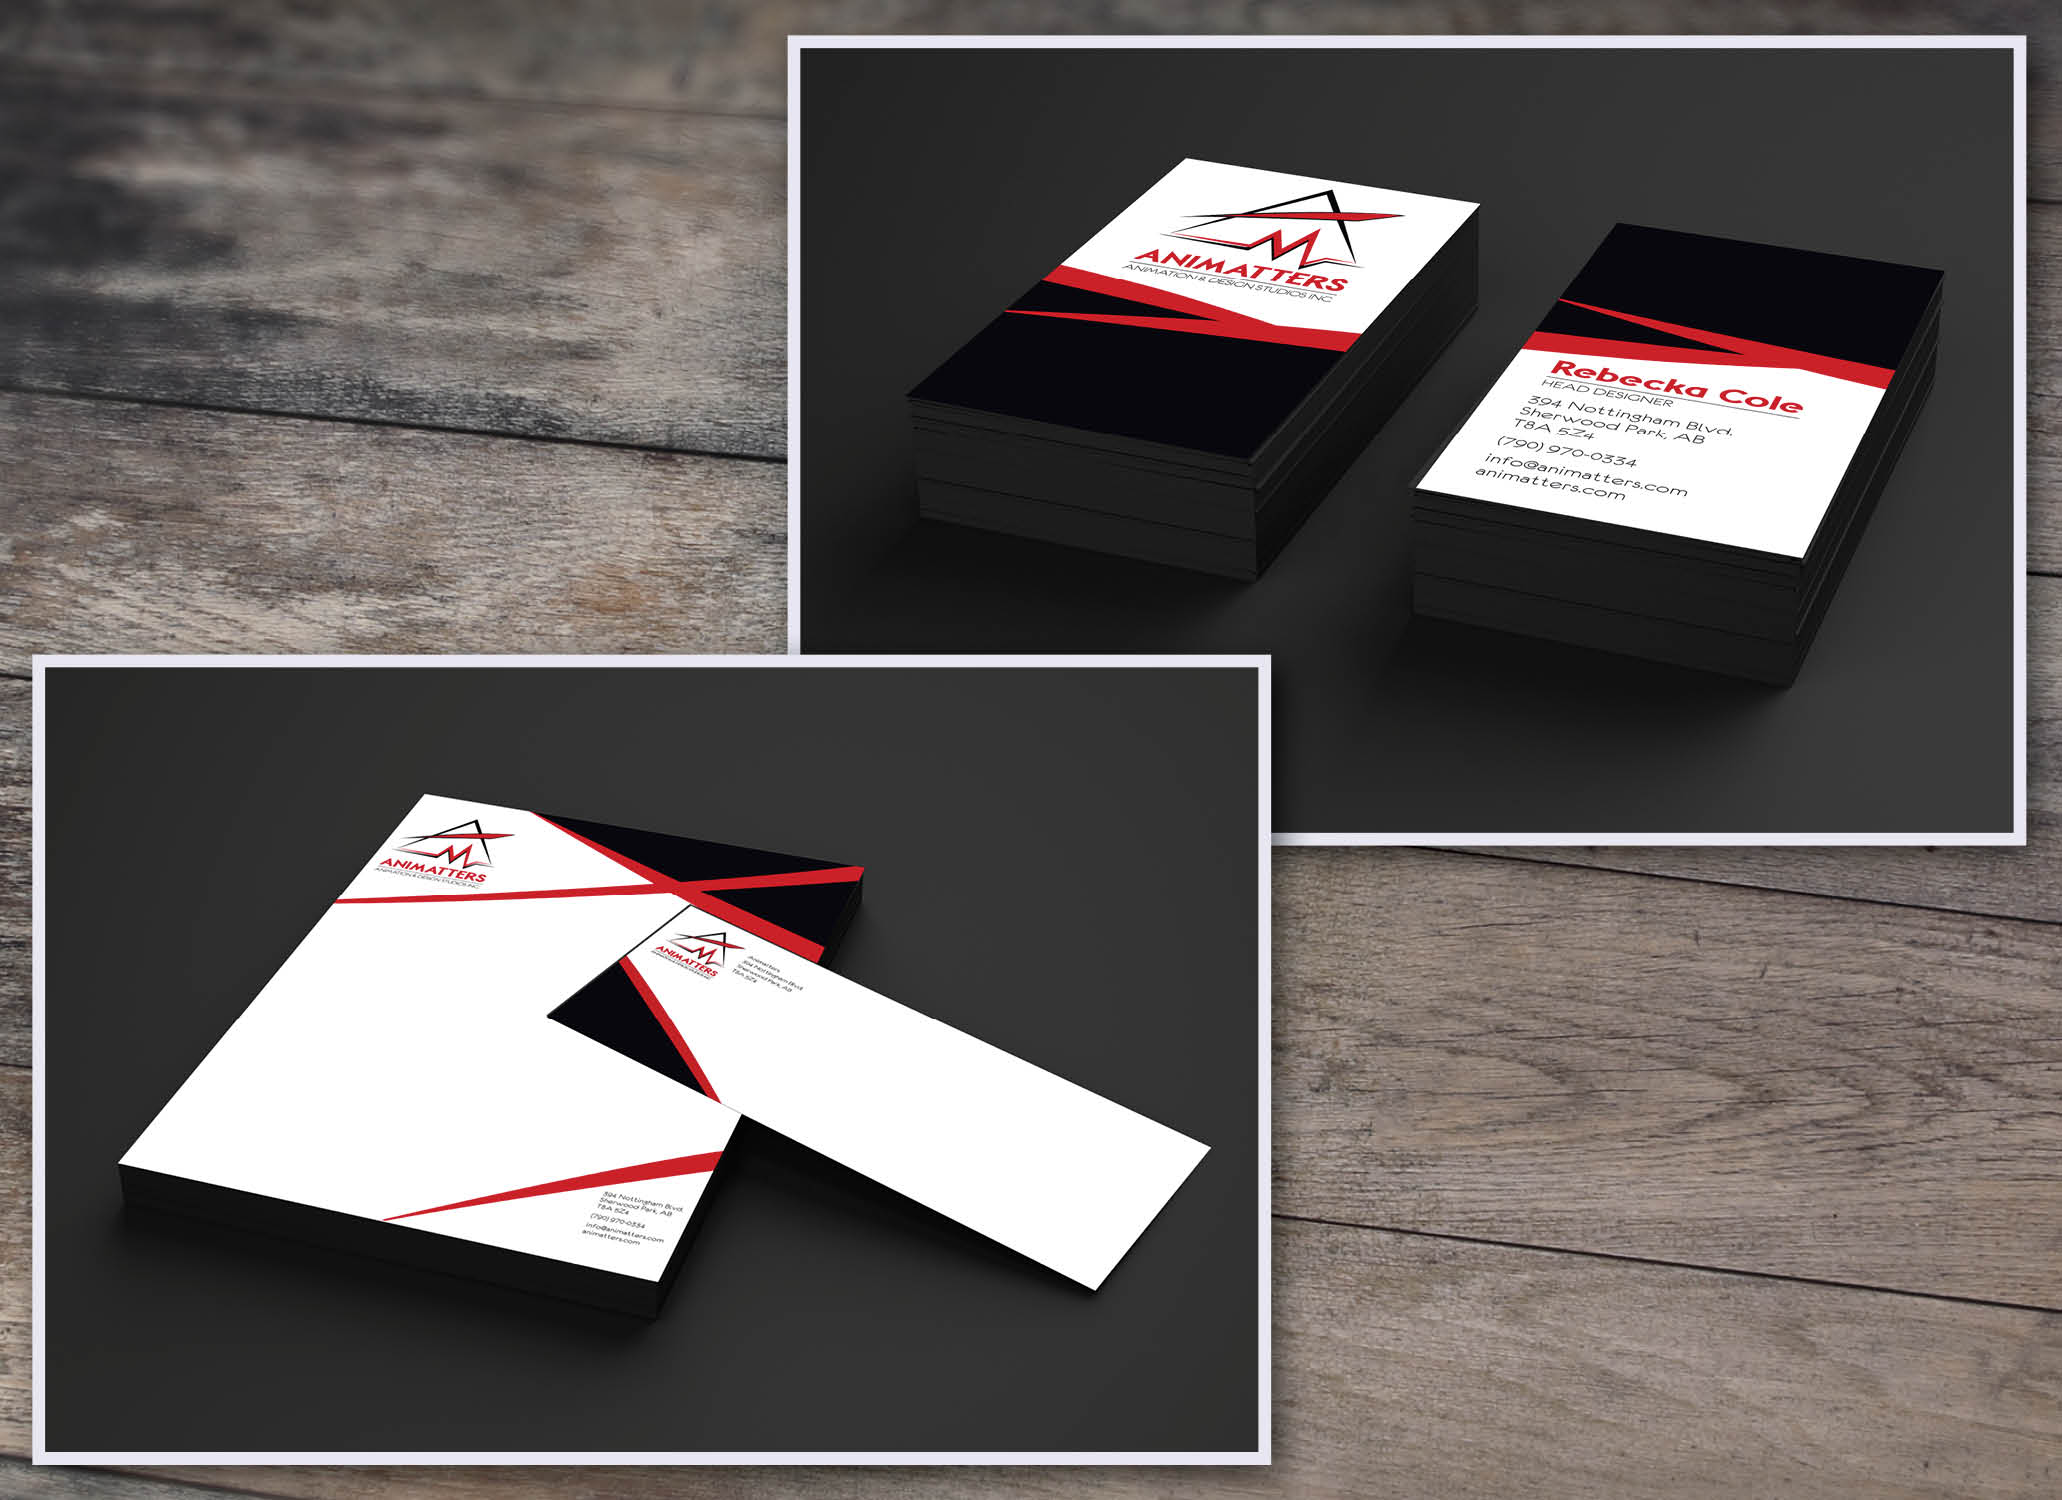 ANIMATTERS
ANIMATION & DESIGN STUDIOS INC.
Rebecka Cole
HEAD DESIGNER
394 Nottingham Blvd.
Sherwood Park, AB
T8A 5Z4
(790) 970-0334
info@animatters.com
animatters.com
ANIMATTERS
ANIMATION & DESIGN STUDIOS INC.
ANIMATTERS
ANIMATION & DESIGN STUDIOS INC.
Animatters
394 Nottingham Blvd.
Sherwood Park, AB
T8A 5Z4
394 Nottingham Blvd.
Sherwood Park, AB
T8A 5Z4
(790) 970-0334
info@animatters.com
animatters.com